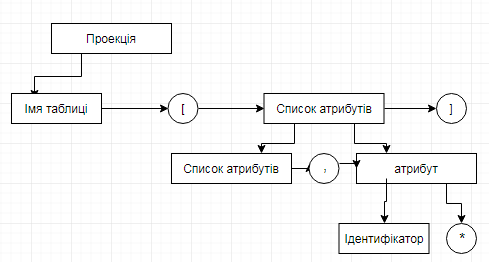 Проекція
Імя таблиці
[
Список атрибутів
]
Список атрибутів
,
атрибут
Ідентифікатор
*